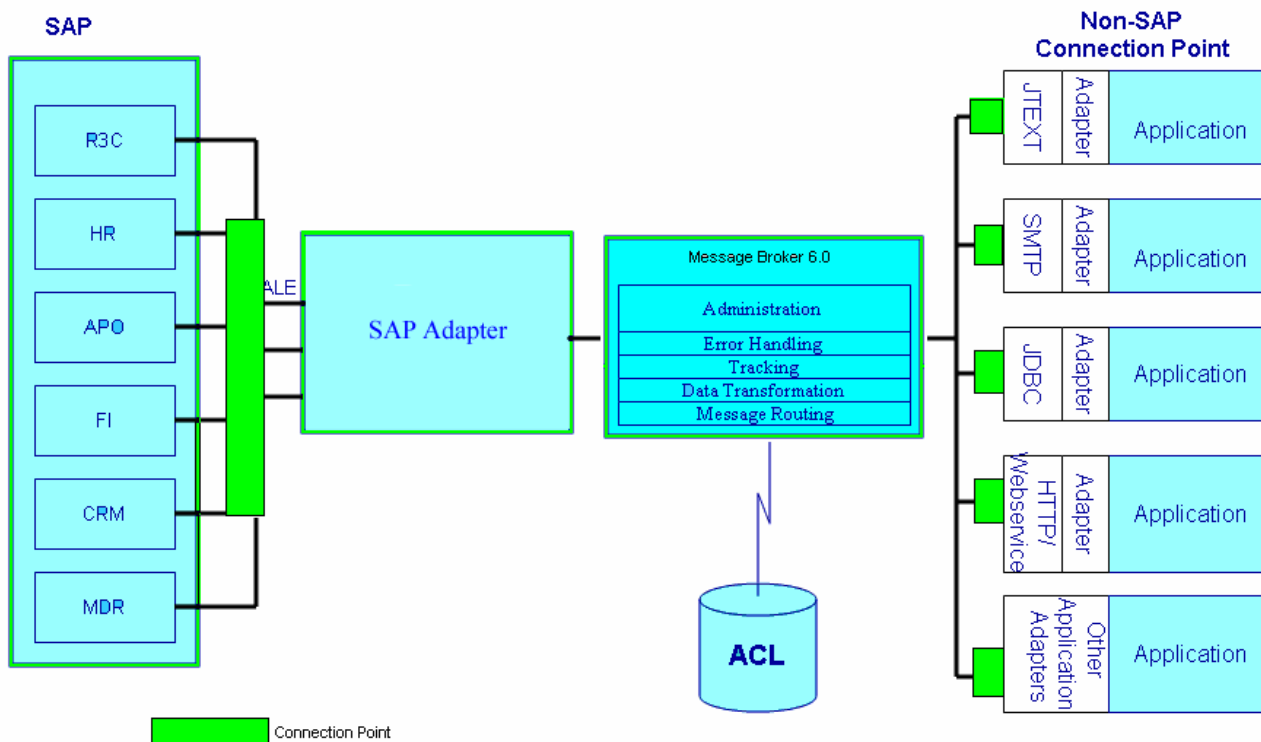 SAP
R3C
HR
APO
FI
CRM
MDR
ALE
SAP Adapter
Message Broker 6.0
Administration
Error Handling
Tracking
Data Transformation
Message Routing
ACL
Non-SAP
Connection Point
JTEXT
Adapter
Application
SMTP
Adapter
Application
JDBC
Adapter
Application
HTTP/
Webservice
Adapter
Application
Other
Application
Adapters
Application
Connection Point